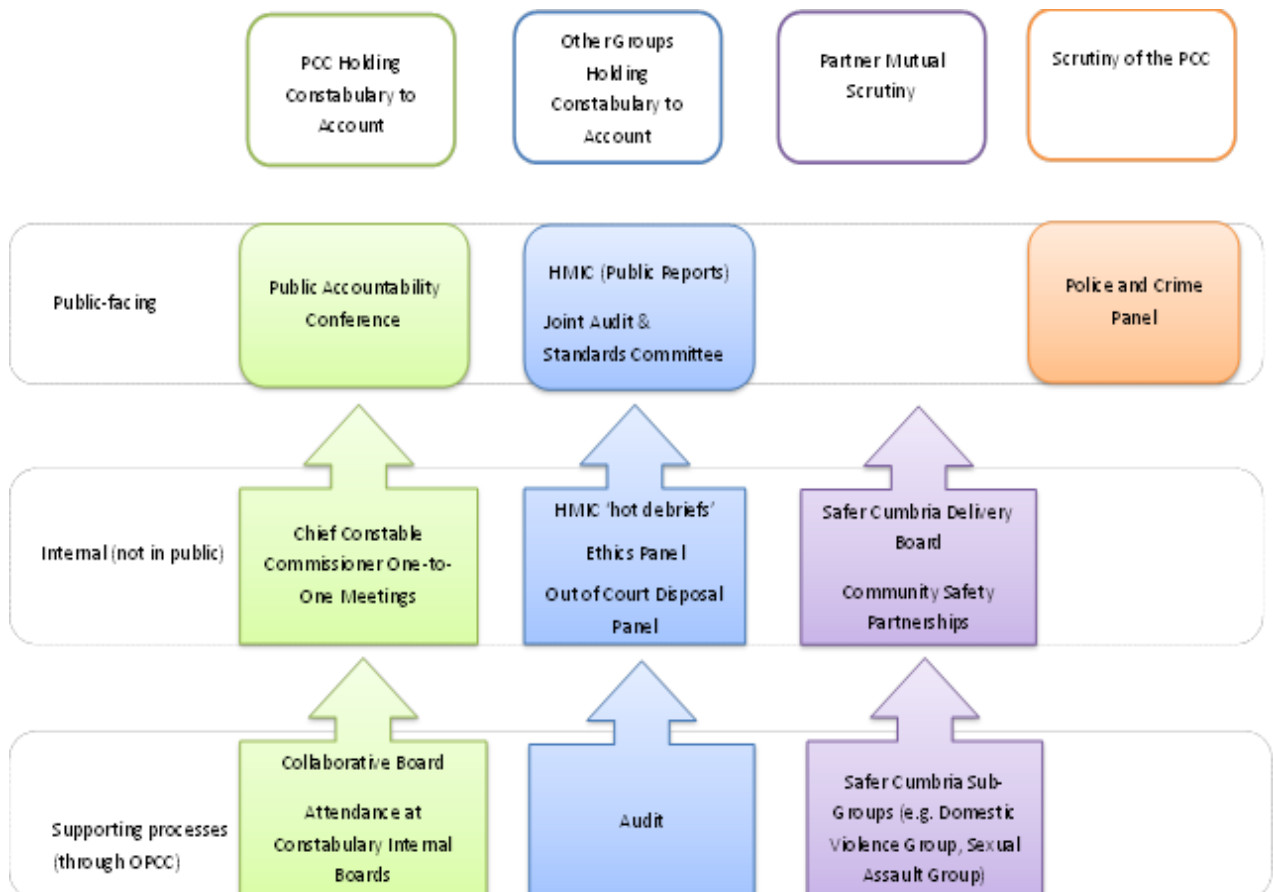 PCC Holding
Constabulary to
Account
Other Groups
Holding
Constabulary to
Account
Partner Mutual
Scrutiny
Scrutiny of the PCC
Public-facing
Public Accountability
Conference
HMIC (Public Reports)
Joint Audit &
Standards Committee
Police and Crime
Panel
Internal (not in public)
Chief Constable
Commissioner One-to-
One Meetings
HMIC 'hot debriefs'
Ethics Panel
Out of Court Disposal
Panel
Safer Cumbria Delivery
Board
Community Safety
Partnerships
Supporting processes
(through OPCC)
Collaborative Board
Attendance at
Constabulary Internal
Boards
Audit
Safer Cumbria Sub-
Groups (e.g. Domestic
Violence Group, Sexual
Assault Group)